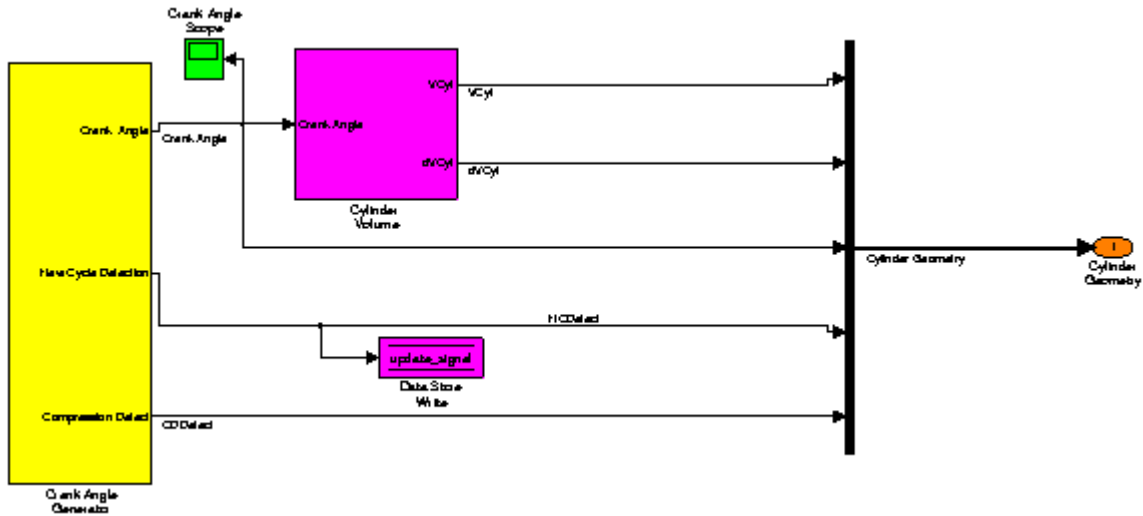 Crank Angle
Scope
VCyl
VCyl
Crank Angle
Crank Angle
Crank Angle
dVCyl
dVCyl
Cylinder
Volume
Cylinder Geometry
1
Cylinder
Geometry
New Cycle Detection
NCDetect
update_signal
Data Store
Write
Compression Detect
CDDetect
Crank Angle
Generator